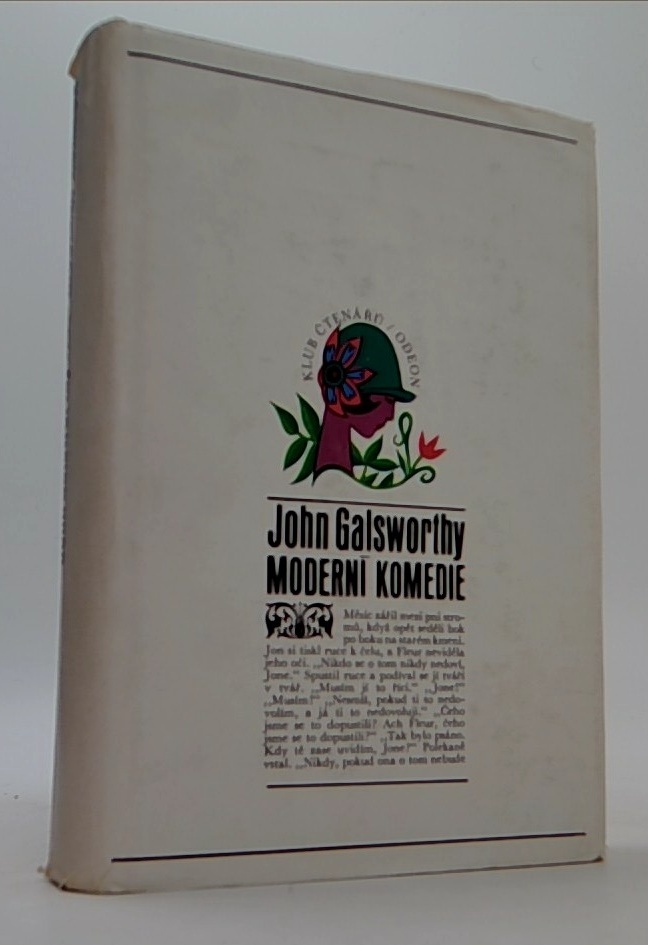 KLUB ČTENÁŘŮ / ODEON
John Galsworthy
MODERNÍ KOMEDIE
Měsíc zářil mezi pni stro-
mů, když opět seděli bok
po boku na starém kmeni.
Jon si tiskl ruce k čelu, a Fleur neviděla
jeho oči. „Nikdo se o tom nikdy nedoví,
Jone.“ Spustil ruce a podíval se jí tváří
v tvář. „Musím jí to říci.“ „Jone!“
„Musím!“ „Nesmíš, pokud ti to nedo-
volím, a já ti to nedovoluji.“ „Čeho
jsme se to dopustili? Ach Fleur, čeho
jsme se to dopustili?“ „Tak bylo psáno.
Kdy tě zase uvidím, Jone?“ Polekaně
vstal. „Nikdy, pokud ona o tom nebude